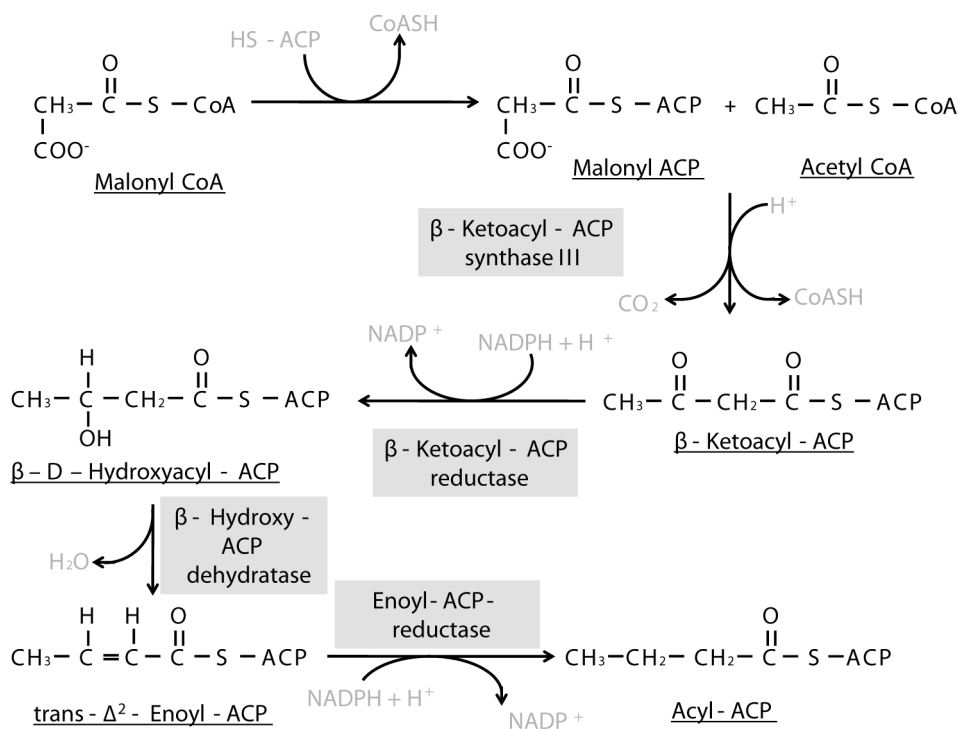 HS - ACP
CoASH
O
CH₃ – C – S – CoA
COO⁻
Malonyl CoA
O
CH₃ – C – S – ACP
COO⁻
Malonyl ACP
+
O
CH₃ – C – S – CoA
Acetyl CoA
β - Ketoacyl - ACP
synthase III
H⁺
CO₂
CoASH
NADP ⁺
NADPH + H ⁺
H
O
CH₃ – C – CH₂ – C – S – ACP
OH
β – D – Hydroxyacyl - ACP
β - Ketoacyl - ACP
reductase
O
O
CH₃ – C – CH₂ – C – S – ACP
β - Ketoacyl - ACP
H₂O
β - Hydroxy -
ACP
dehydratase
H
H
O
CH₃ – C = C – C – S – ACP
trans - Δ² - Enoyl - ACP
Enoyl - ACP -
reductase
NADPH + H⁺
NADP ⁺
O
CH₃ – CH₂ – CH₂ – C – S – ACP
Acyl - ACP